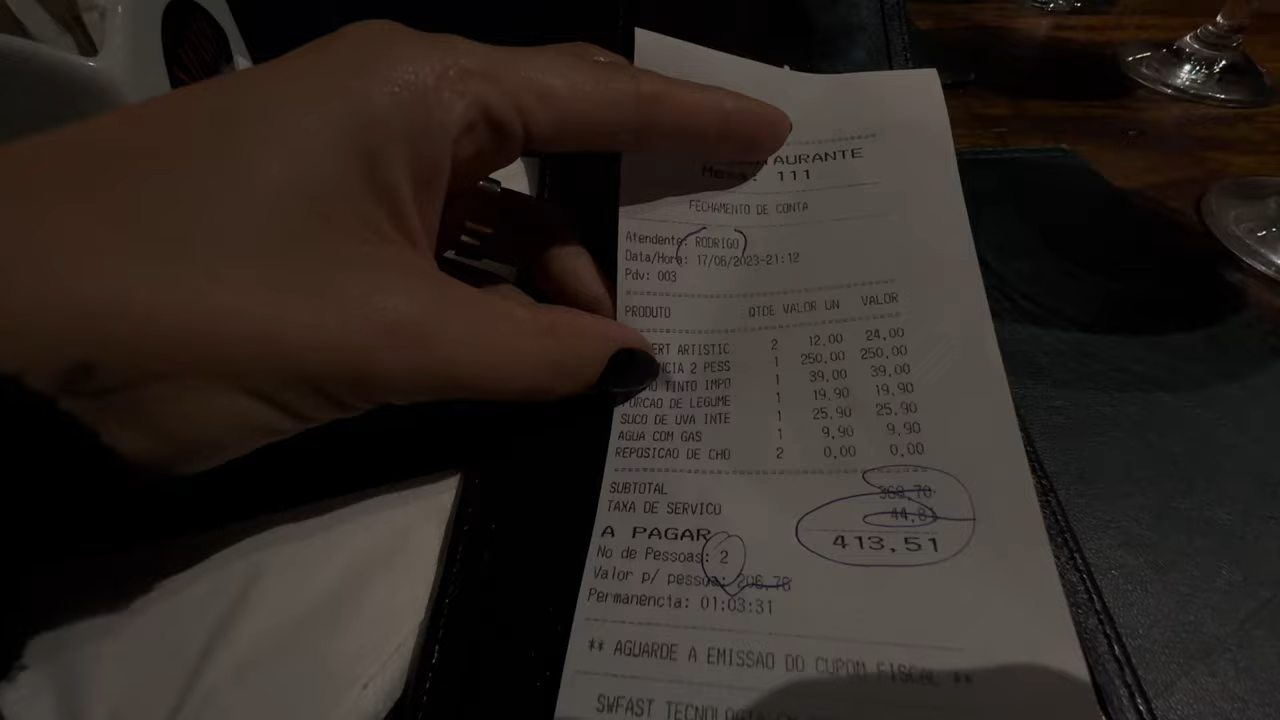 AURANTE
111
FECHAMENTO DE CONTA
Atendente: RODRIGO
Data/Hora: 17/06/2023-21:12
Pdv: 003
PRODUTO QTDE VALOR UN VALOR
ERT ARTISTIC 2 12,00 24,00
NCIA 2 PESS 1 250,00 250,00
TINTO IMPO 1 39,00 39,00
PORCAO DE LEGUME 1 19,90 19,90
SUCO DE UVA INTE 1 25,90 25,90
AGUA COM GAS 1 9,90 9,90
REPOSICAO DE CHO 2 0,00 0,00
SUBTOTAL 368,70
TAXA DE SERVICO 44,81
A PAGAR 413,51
No de Pessoas: 2
Valor p/ pessoa: 206,78
Permanencia: 01:03:31
** AGUARDE A EMISSAO DO CUPOM FISCAL **
SWFAST